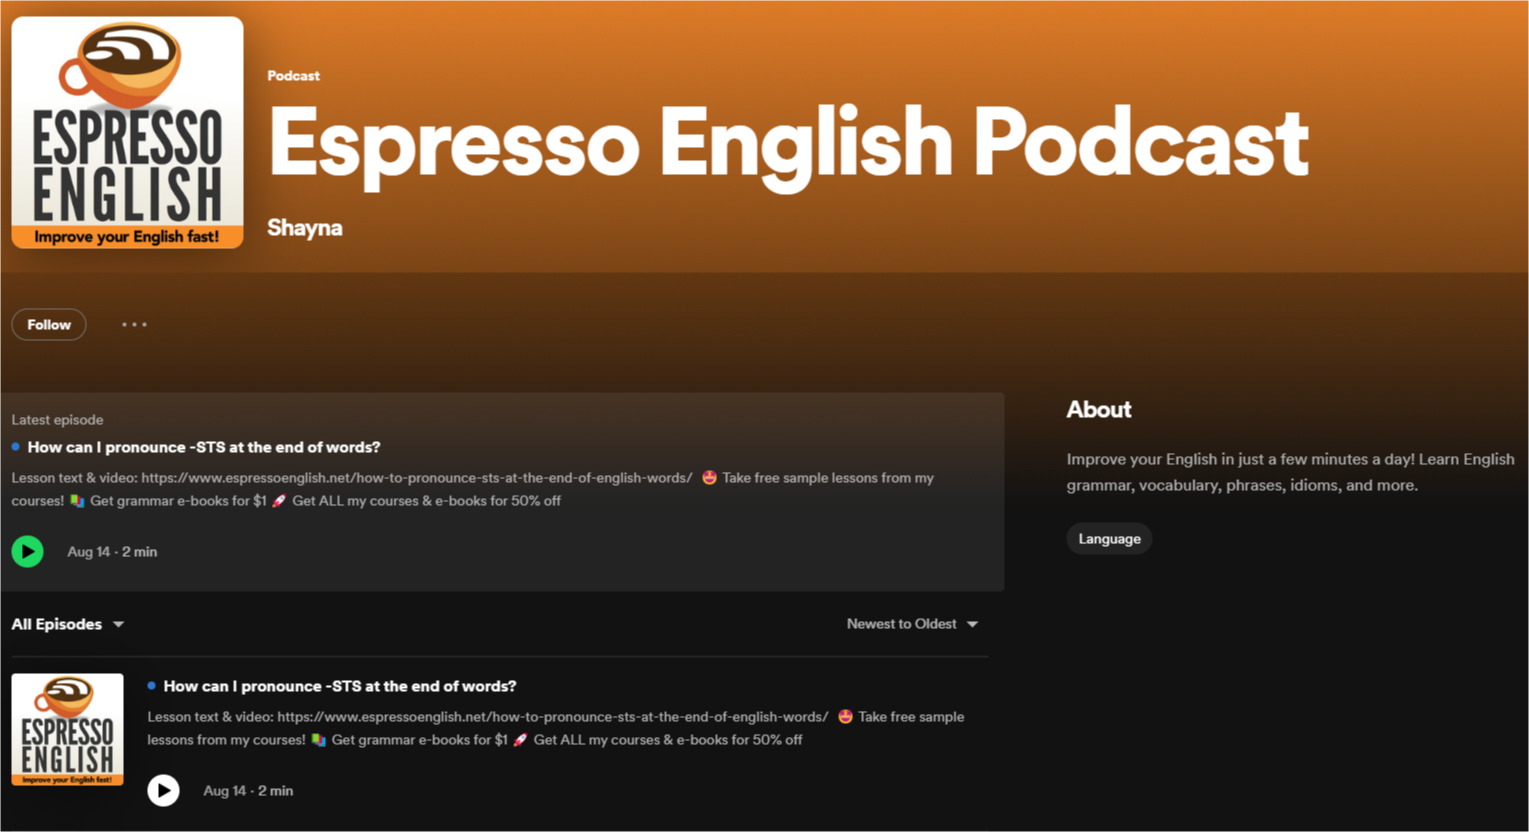 ESPRESSO
ENGLISH
Improve your English fast!
Podcast
Espresso English Podcast
Shayna
Follow
Latest episode
How can I pronounce -STS at the end of words?
Lesson text & video: https://www.espressoenglish.net/how-to-pronounce-sts-at-the-end-of-english-words/ 🤩 Take free sample lessons from my
courses! 📚 Get grammar e-books for $1 🚀 Get ALL my courses & e-books for 50% off
Aug 14 · 2 min
About
Improve your English in just a few minutes a day! Learn English
grammar, vocabulary, phrases, idioms, and more.
Language
All Episodes
Newest to Oldest
ESPRESSO
ENGLISH
Improve your English fast!
How can I pronounce -STS at the end of words?
Lesson text & video: https://www.espressoenglish.net/how-to-pronounce-sts-at-the-end-of-english-words/ 🤩 Take free sample
lessons from my courses! 📚 Get grammar e-books for $1 🚀 Get ALL my courses & e-books for 50% off
Aug 14 · 2 min